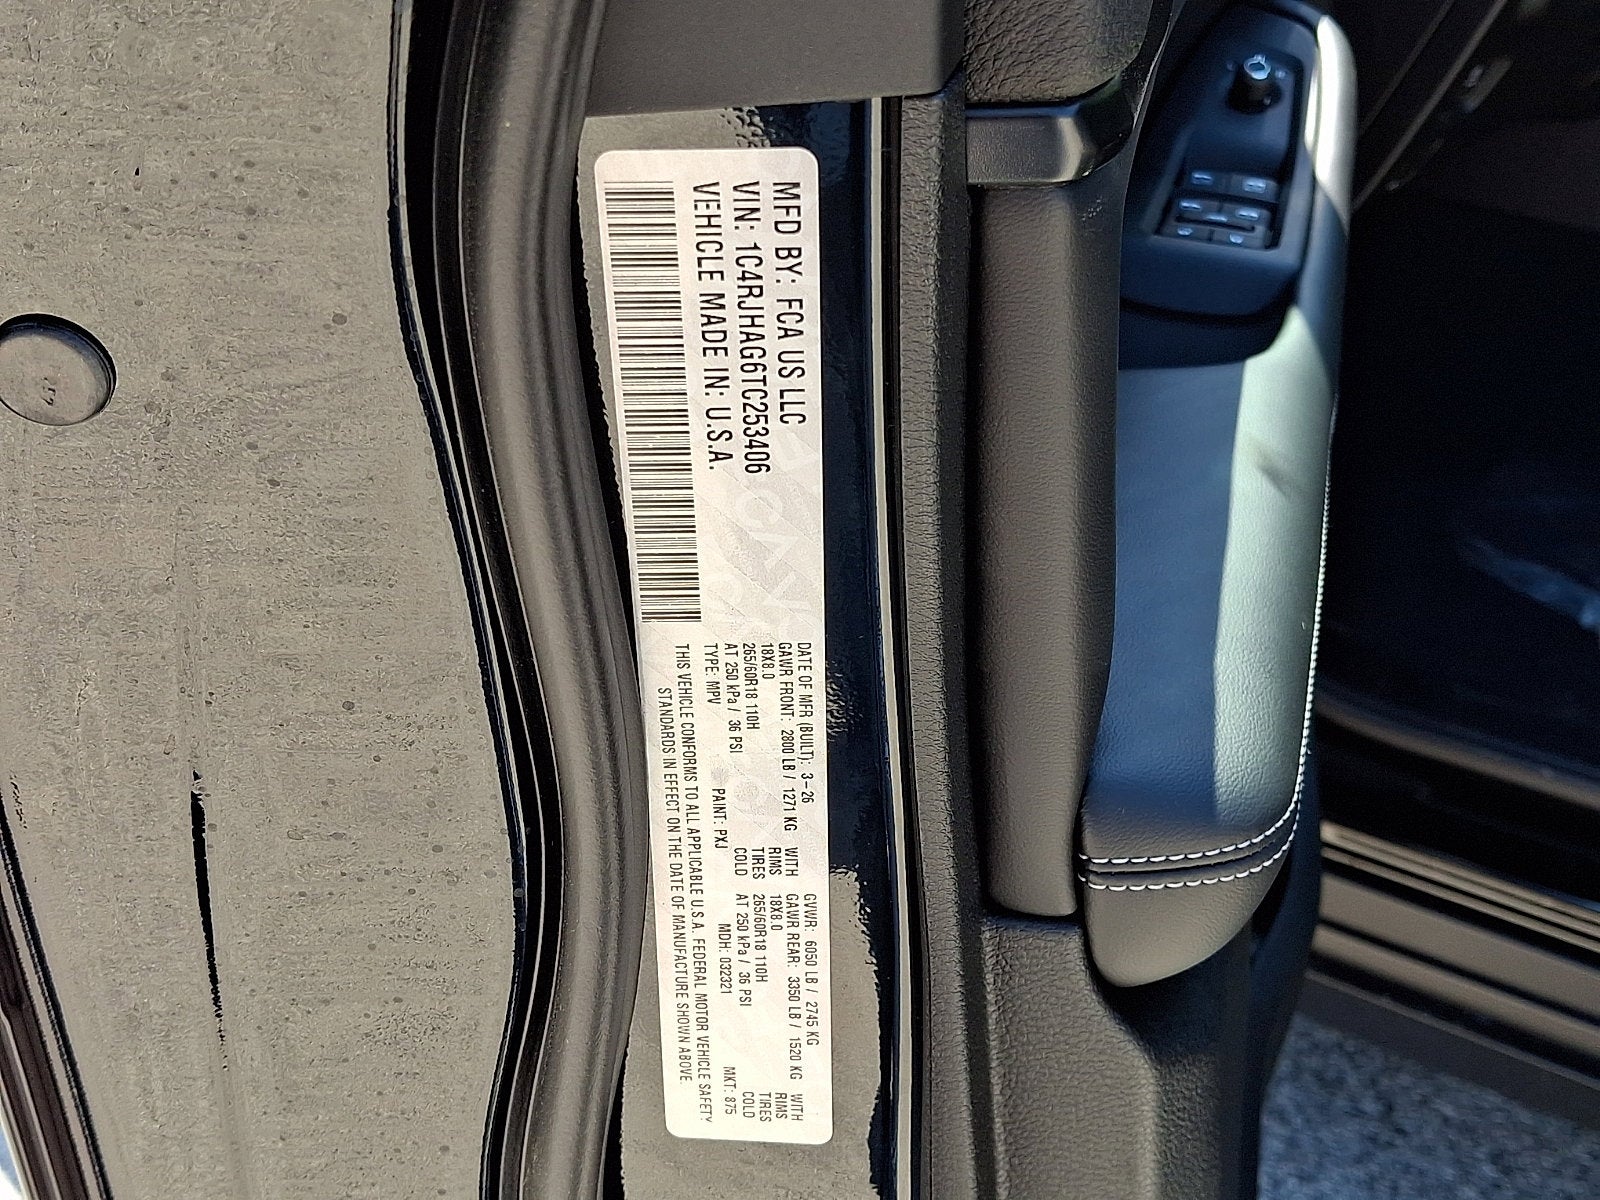 MFD BY: FCA US LLC
VIN: 1C4RJHAG6TC253406
VEHICLE MADE IN: U.S.A.
DATE OF MFR (BUILT): 3-26 GVWR: 6050 LB / 2745 KG
GAWR FRONT: 2800 LB / 1271 KG WITH GAWR REAR: 3350 LB / 1520 KG WITH
18X8.0 RIMS 18X8.0 RIMS
265/60R18 110H TIRES 265/60R18 110H TIRES
AT 250 kPa / 36 PSI COLD AT 250 kPa / 36 PSI COLD
TYPE: MPV PAINT: PXJ MDH: 032321 MKT: 875
THIS VEHICLE CONFORMS TO ALL APPLICABLE U.S.A. FEDERAL MOTOR VEHICLE SAFETY
STANDARDS IN EFFECT ON THE DATE OF MANUFACTURE SHOWN ABOVE.